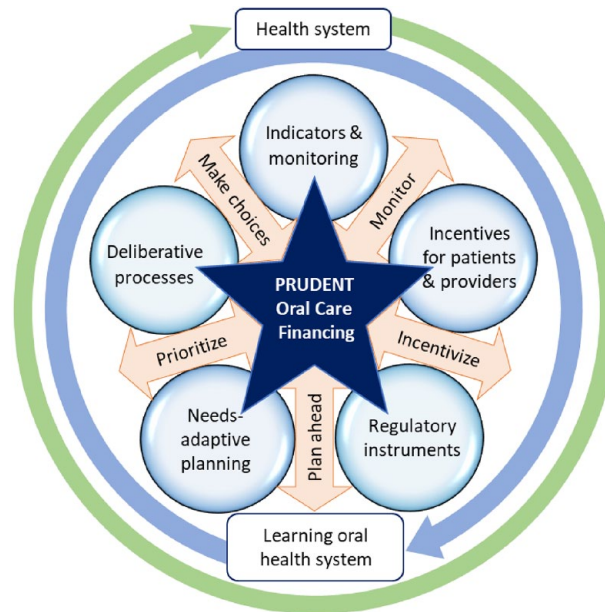 Health system
Indicators &
monitoring
Make choices
Monitor
Deliberative
processes
Incentives
for patients
& providers
PRUDENT
Oral Care
Financing
Prioritize
Incentivize
Needs-
adaptive
planning
Plan ahead
Regulatory
instruments
Learning oral
health system